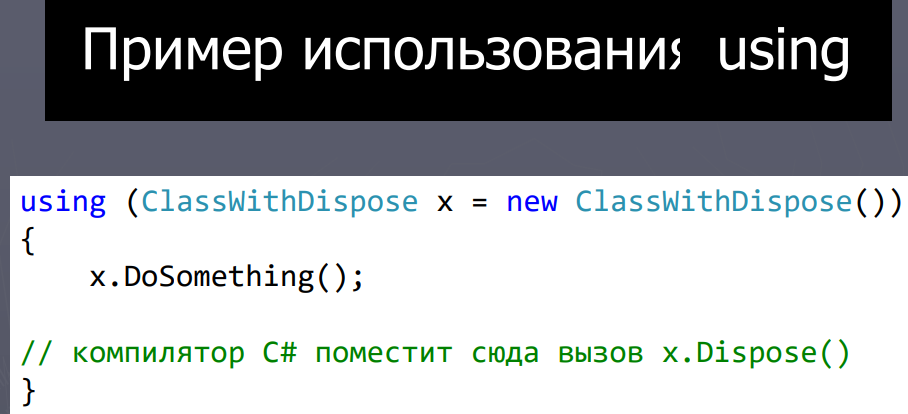 Пример использования using
using (ClassWithDispose x = new ClassWithDispose())
{
    x.DoSomething();
// компилятор C# поместит сюда вызов x.Dispose()
}